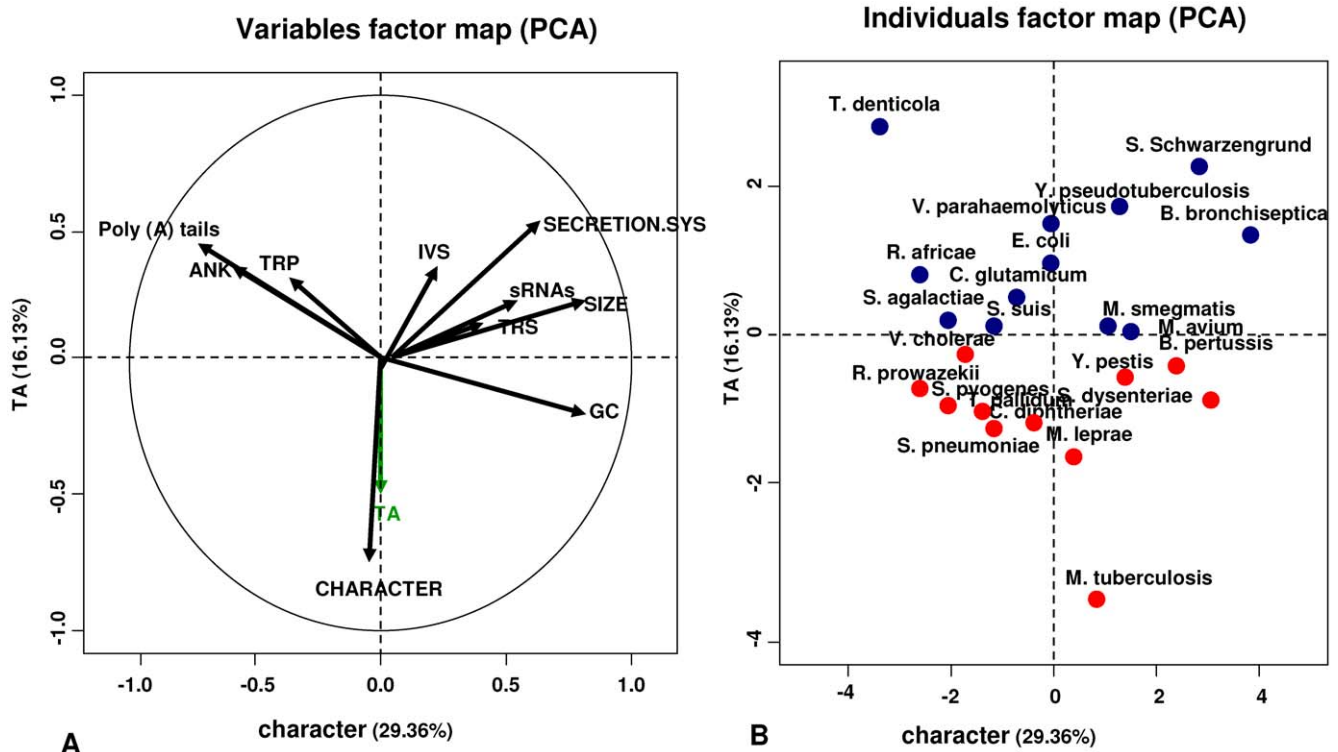 Variables factor map (PCA)
1.0
0.5
0.0
-0.5
-1.0
TA (16.13%)
Poly (A) tails
ANK
TRP
IVS
SECRETION.SYS
sRNAs
SIZE
TRS
GC
TA
CHARACTER
-1.0
-0.5
0.0
0.5
1.0
character (29.36%)
A
Individuals factor map (PCA)
2
0
-2
-4
TA (16.13%)
T. denticola
S. Schwarzengrund
Y. pseudotuberculosis
V. parahaemolyticus
B. bronchiseptica
E. coli
R. africae
C. glutamicum
S. agalactiae
S. suis
M. smegmatis
M. avium
V. cholerae
B. pertussis
Y. pestis
R. prowazekii
S. pyogenes
S. dysenteriae
T. pallidum
C. diphtheriae
M. leprae
S. pneumoniae
M. tuberculosis
-4
-2
0
2
4
character (29.36%)
B